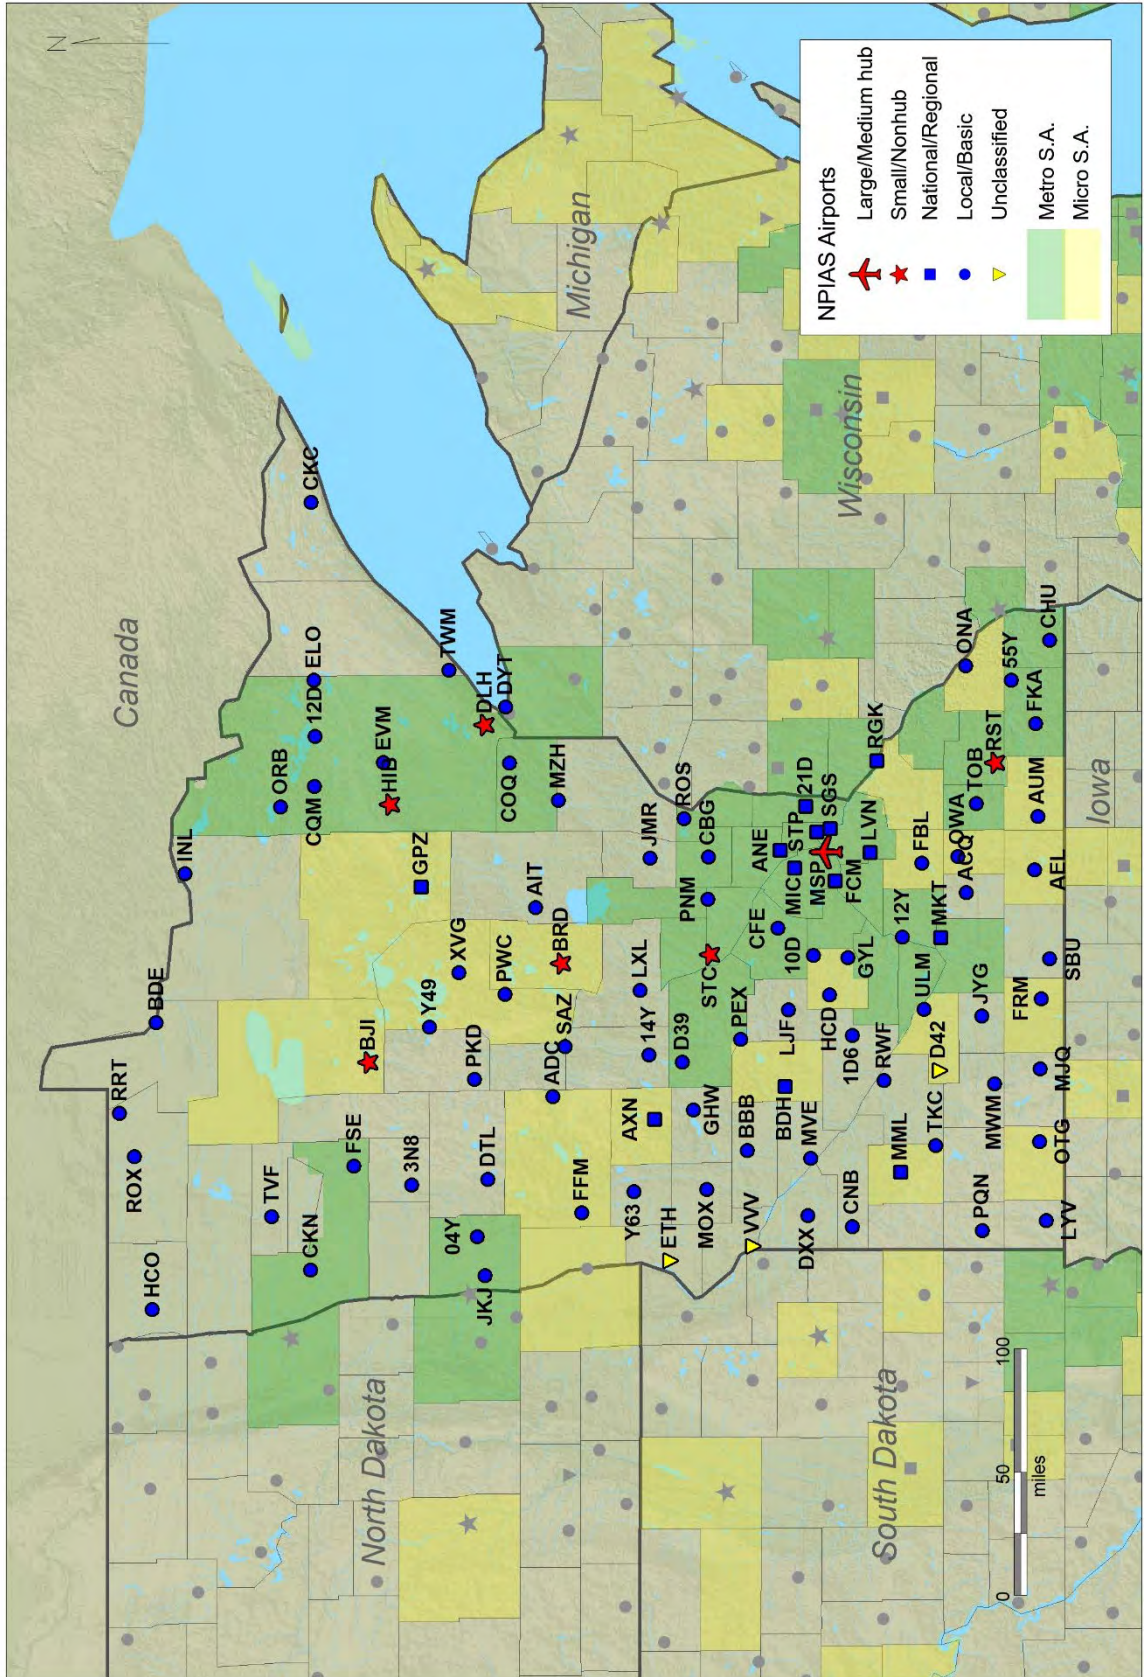 N
Canada
Michigan
Wisconsin
Iowa
North Dakota
South Dakota
NPIAS Airports
Large/Medium hub
Small/Nonhub
National/Regional
Local/Basic
Unclassified
Metro S.A.
Micro S.A.
0 50 100
miles
RRT
ROX
HCO
BDE
INL
TVF
CKN
FSE
BJI
ORB
CQM
12D
ELO
CKC
3N8
Y49
GPZ
HIB
EVM
TWM
04Y
JKJ
DTL
PKD
XVG
PWC
DLH
DYT
COQ
MZH
AIT
BRD
SAZ
ADC
FFM
Y63
AXN
14Y
LXL
JMR
ROS
ETH
MOX
GHW
D39
STC
PNM
CBG
VVV
BBB
PEX
CFE
ANE
BDH
LJF
MIC
STP
21D
DXX
MVE
HCD
10D
MSP
SGS
CNB
1D6
GYL
FCM
LVN
RGK
MML
RWF
ULM
12Y
FBL
TKC
D42
MKT
OWA
ACQ
TOB
RST
ONA
PQN
MWM
JYG
55Y
LYV
OTG
MJQ
FRM
SBU
AEL
AUM
FKA
CHU